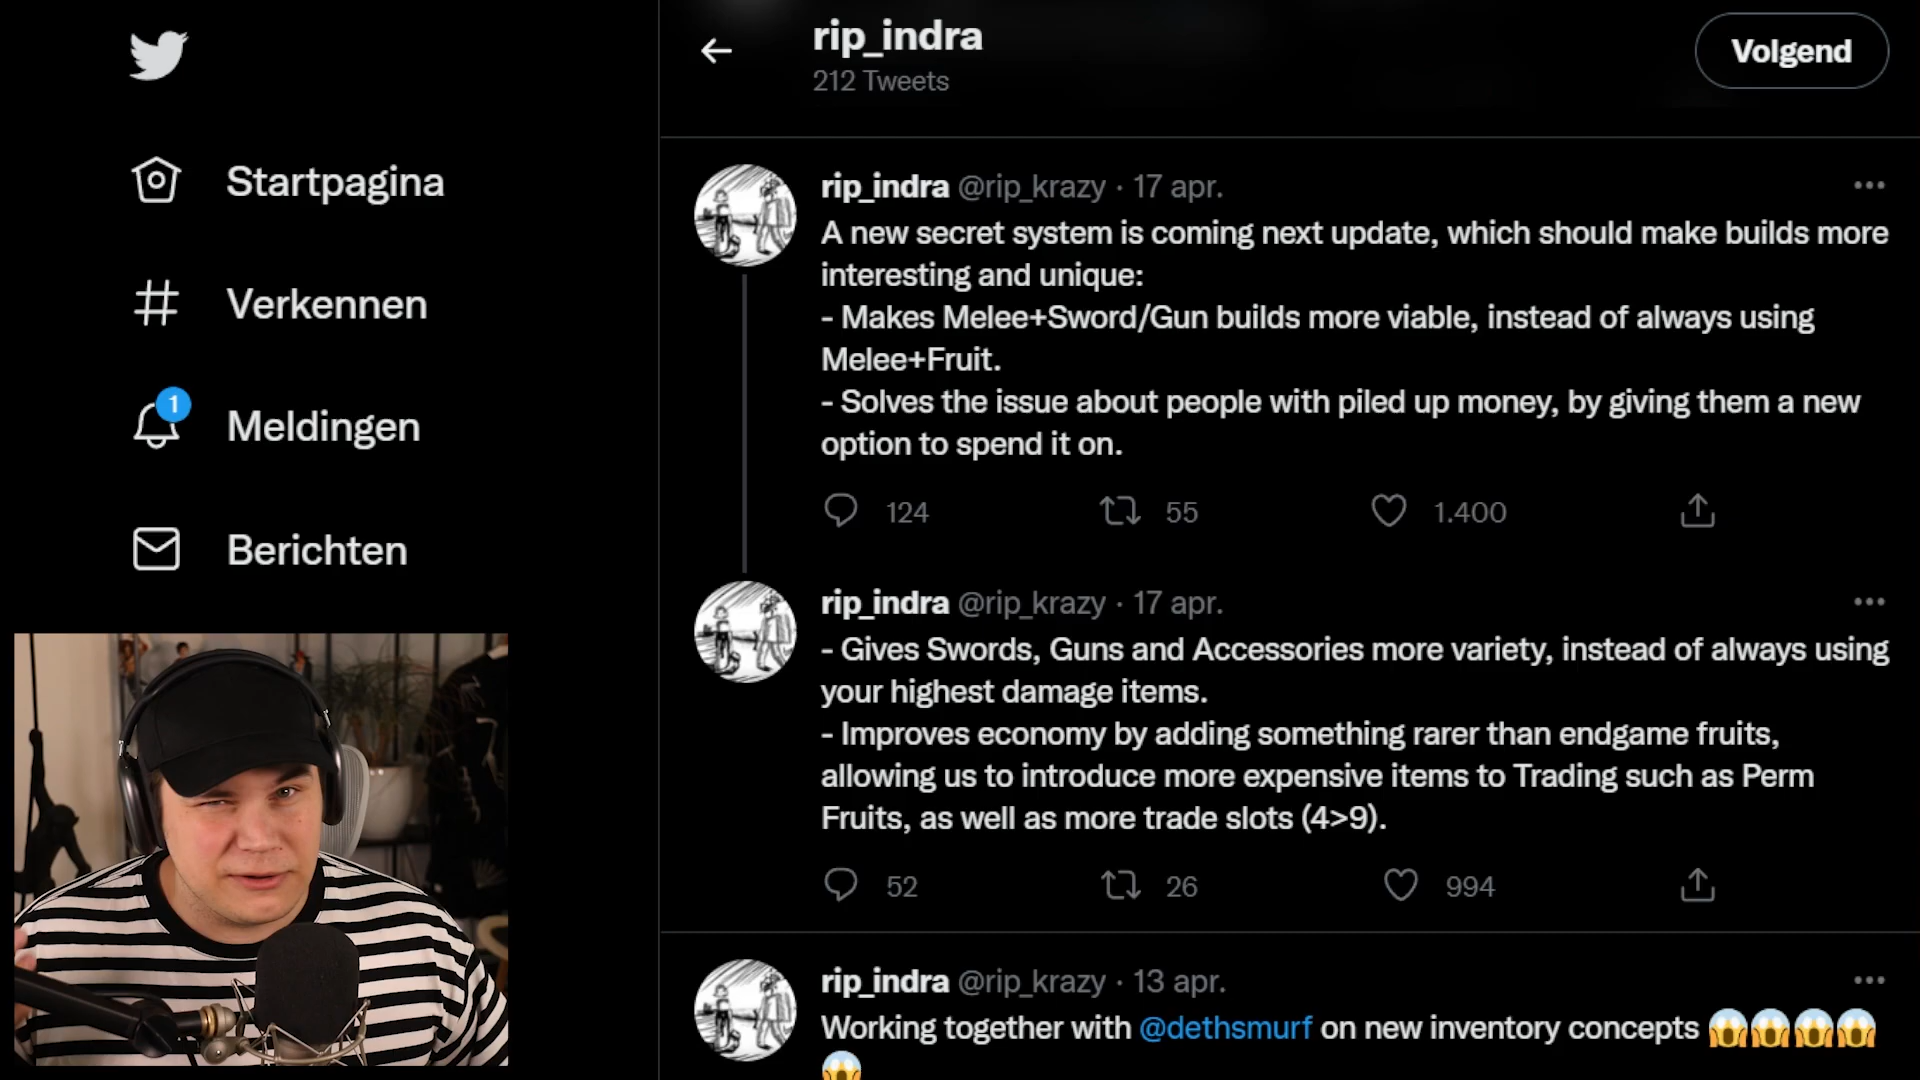 rip_indra
212 Tweets
Volgend
Startpagina
Verkennen
1
Meldingen
Berichten
rip_indra @rip_krazy · 17 apr.
A new secret system is coming next update, which should make builds more
interesting and unique:
- Makes Melee+Sword/Gun builds more viable, instead of always using
Melee+Fruit.
- Solves the issue about people with piled up money, by giving them a new
option to spend it on.
124 55 1.400
rip_indra @rip_krazy · 17 apr.
- Gives Swords, Guns and Accessories more variety, instead of always using
your highest damage items.
- Improves economy by adding something rarer than endgame fruits,
allowing us to introduce more expensive items to Trading such as Perm
Fruits, as well as more trade slots (4>9).
52 26 994
rip_indra @rip_krazy · 13 apr.
Working together with @dethsmurf on new inventory concepts 😱😱😱😱
😱